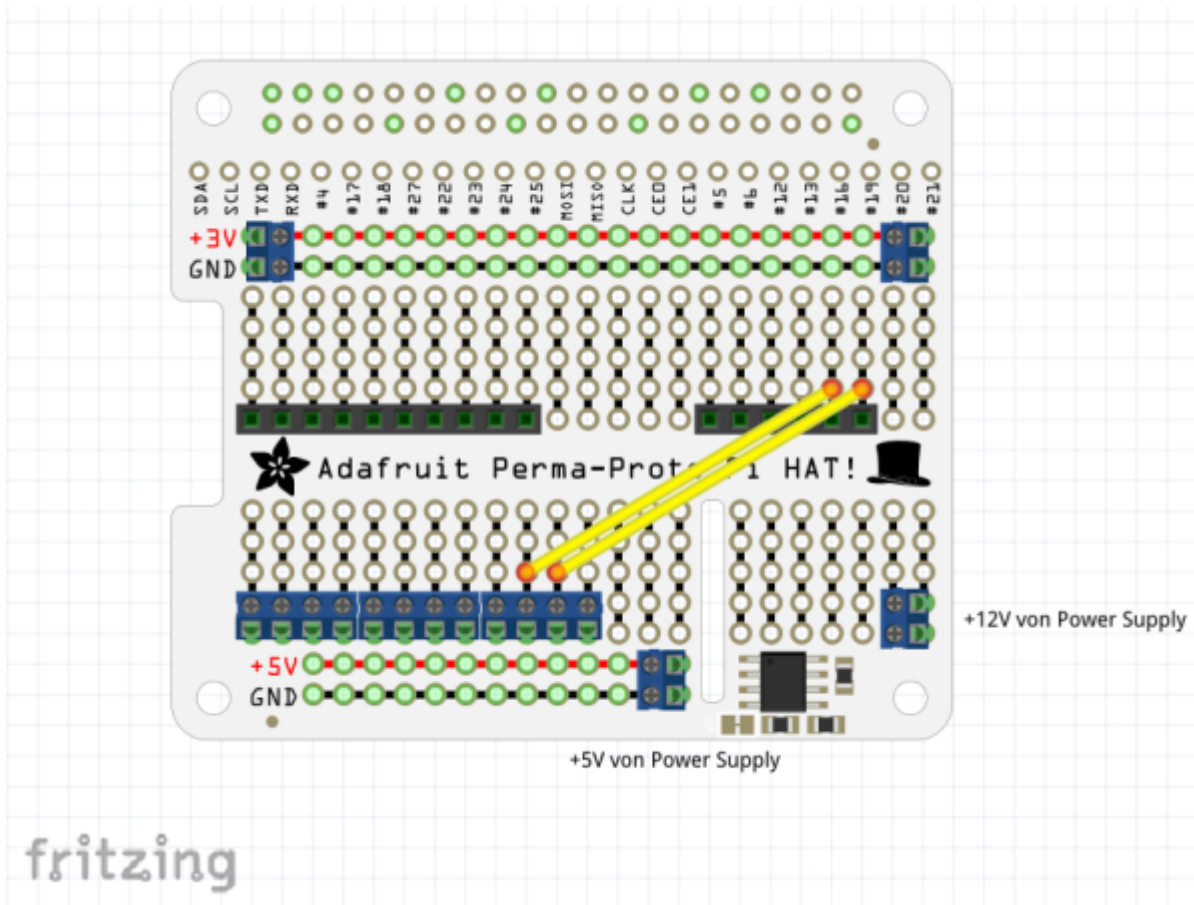 SDA SCL TXD RXD #4 #17 #18 #27 #22 #23 #24 #25 MOSI MISO CLK CE0 CE1 #5 #6 #12 #13 #16 #19 #20 #21
+3V
GND
Adafruit Perma-Proto Pi HAT!
+12V von Power Supply
+5V
GND
+5V von Power Supply
fritzing